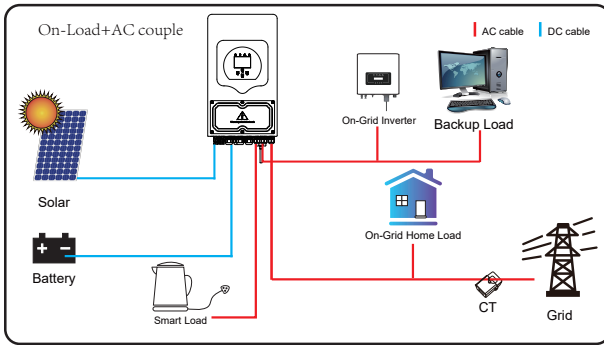 On-Load+AC couple
AC cable
DC cable
On-Grid Inverter
Backup Load
Solar
On-Grid Home Load
Battery
Smart Load
CT
Grid